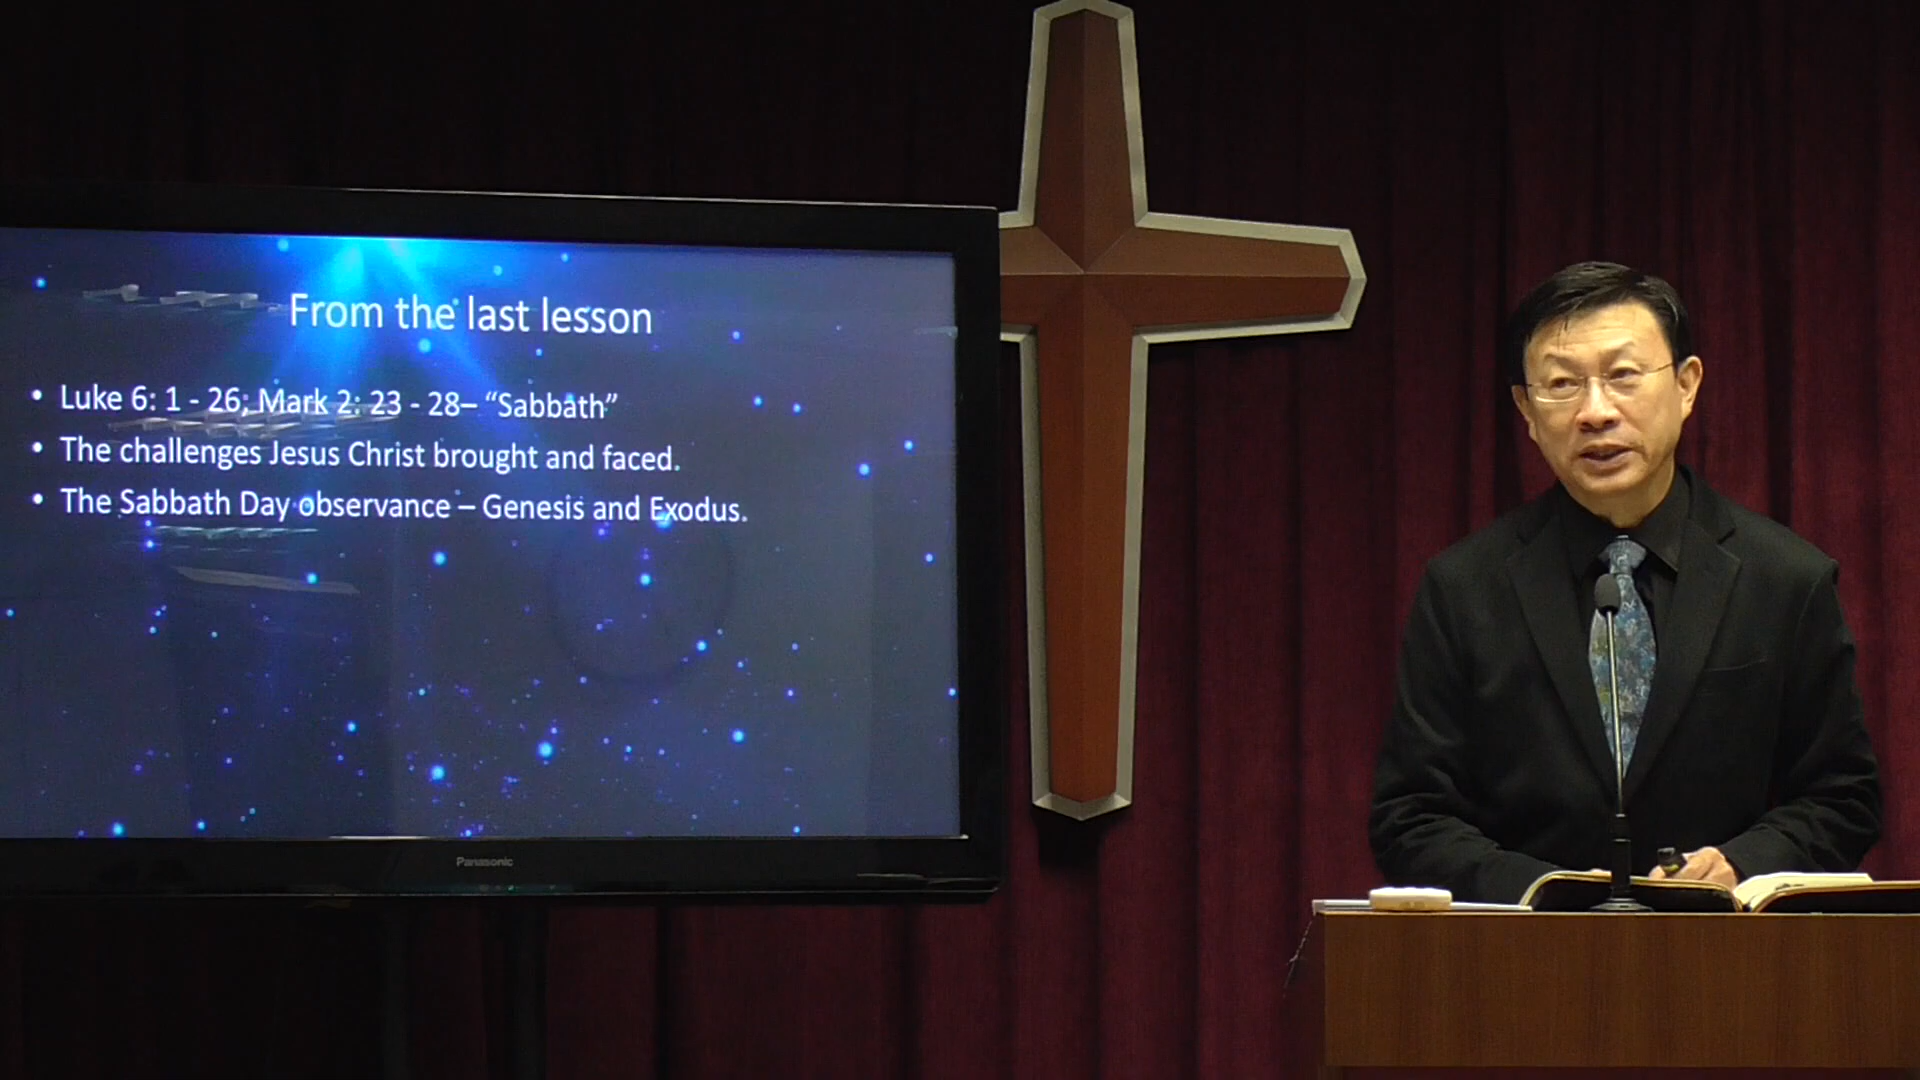 From the last lesson
• Luke 6: 1 - 26; Mark 2: 23 - 28– “Sabbath”
• The challenges Jesus Christ brought and faced.
• The Sabbath Day observance – Genesis and Exodus.
Panasonic